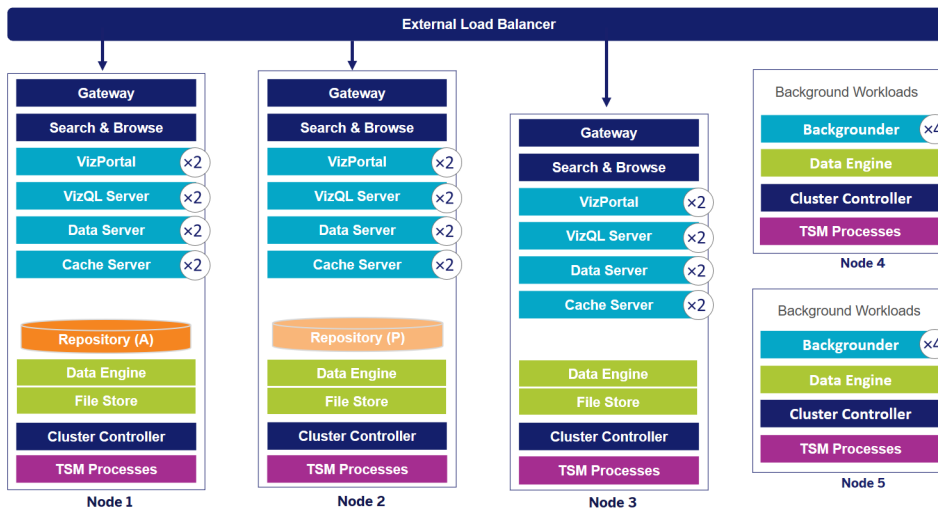 External Load Balancer
Gateway
Search & Browse
VizPortal
×2
VizQL Server
×2
Data Server
×2
Cache Server
×2
Repository (A)
Data Engine
File Store
Cluster Controller
TSM Processes
Node 1
Gateway
Search & Browse
VizPortal
×2
VizQL Server
×2
Data Server
×2
Cache Server
×2
Repository (P)
Data Engine
File Store
Cluster Controller
TSM Processes
Node 2
Gateway
Search & Browse
VizPortal
×2
VizQL Server
×2
Data Server
×2
Cache Server
×2
Data Engine
File Store
Cluster Controller
TSM Processes
Node 3
Background Workloads
Backgrounder
×4
Data Engine
Cluster Controller
TSM Processes
Node 4
Background Workloads
Backgrounder
×4
Data Engine
Cluster Controller
TSM Processes
Node 5